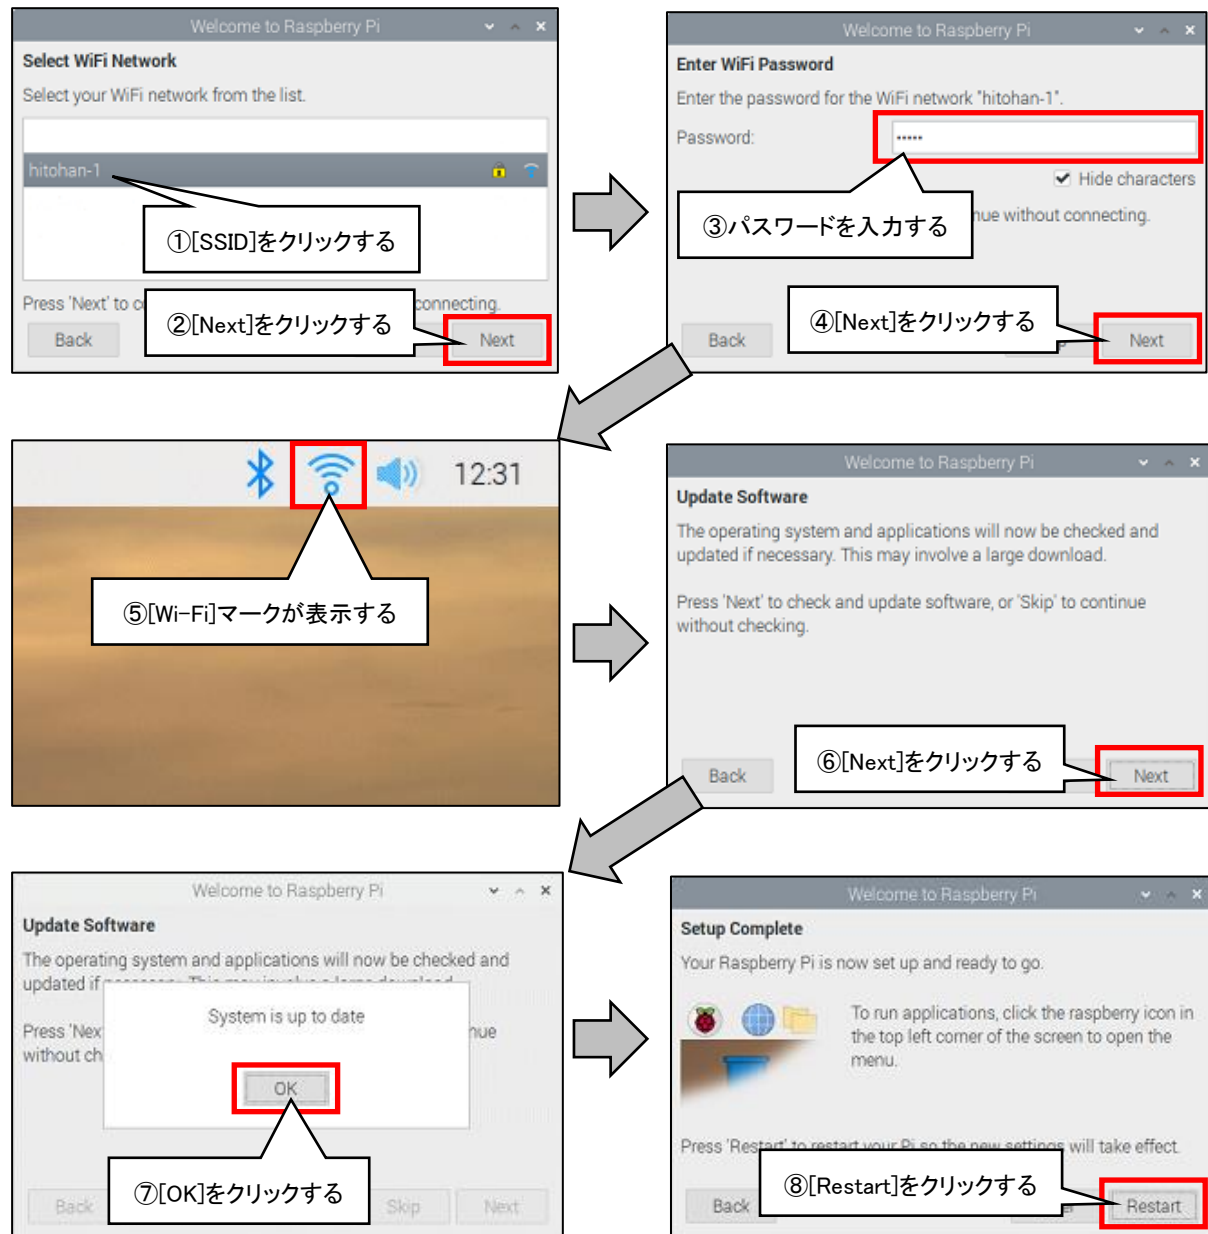 Welcome to Raspberry Pi
Select WiFi Network
Select your WiFi network from the list.
hitohan-1
①[SSID]をクリックする
Press 'Next' to connecting.
②[Next]をクリックする
Back
Next
Welcome to Raspberry Pi
Enter WiFi Password
Enter the password for the WiFi network "hitohan-1".
Password:
•••••
Hide characters
③パスワードを入力する
without connecting.
④[Next]をクリックする
Back
Next
12:31
⑤[Wi-Fi]マークが表示する
Welcome to Raspberry Pi
Update Software
The operating system and applications will now be checked and
updated if necessary. This may involve a large download.
Press 'Next' to check and update software, or 'Skip' to continue
without checking.
⑥[Next]をクリックする
Back
Next
Welcome to Raspberry Pi
Update Software
The operating system and applications will now be checked and
updated if
System is up to date
Press
without
OK
⑦[OK]をクリックする
Back
Skip
Next
Welcome to Raspberry Pi
Setup Complete
Your Raspberry Pi is now set up and ready to go.
To run applications, click the raspberry icon in
the top left corner of the screen to open the
menu.
Press 'Restart' to restart your Pi so the new settings will take effect.
⑧[Restart]をクリックする
Back
Restart